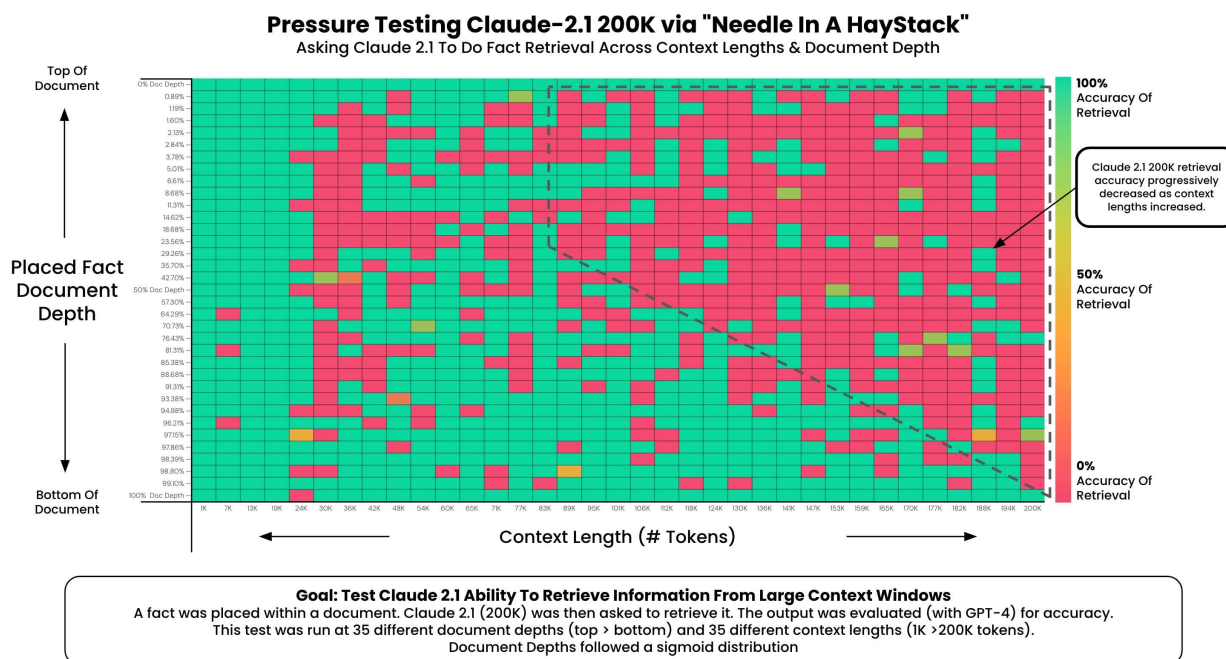 Pressure Testing Claude-2.1 200K via "Needle In A HayStack"
Asking Claude 2.1 To Do Fact Retrieval Across Context Lengths & Document Depth
Top Of
Document
Placed Fact
Document
Depth
Bottom Of
Document
0% Doc Depth
0.89%
1.19%
1.60%
2.13%
2.84%
3.78%
5.01%
6.61%
8.68%
11.31%
14.62%
18.68%
23.56%
29.26%
35.70%
42.70%
50% Doc Depth
57.30%
64.29%
70.73%
76.43%
81.31%
85.38%
88.68%
91.31%
93.38%
94.98%
96.21%
97.15%
97.86%
98.39%
98.80%
99.10%
100% Doc Depth
1K 7K 13K 19K 24K 30K 36K 42K 48K 54K 60K 65K 71K 77K 83K 89K 95K 101K 106K 112K 118K 124K 130K 136K 141K 147K 153K 159K 165K 170K 177K 182K 188K 194K 200K
Context Length (# Tokens)
100%
Accuracy Of
Retrieval
Claude 2.1 200K retrieval
accuracy progressively
decreased as context
lengths increased.
50%
Accuracy Of
Retrieval
0%
Accuracy Of
Retrieval
Goal: Test Claude 2.1 Ability To Retrieve Information From Large Context Windows
A fact was placed within a document. Claude 2.1 (200K) was then asked to retrieve it. The output was evaluated (with GPT-4) for accuracy.
This test was run at 35 different document depths (top > bottom) and 35 different context lengths (1K >200K tokens).
Document Depths followed a sigmoid distribution